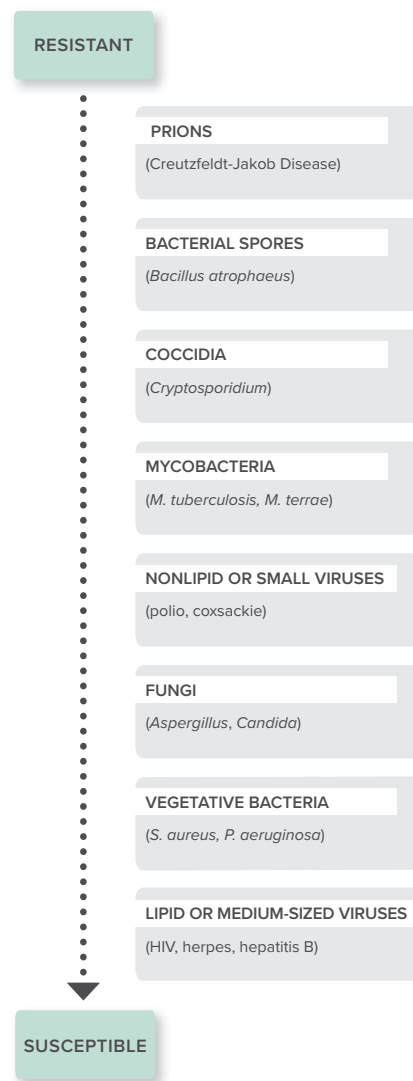 RESISTANT
PRIONS
(Creutzfeldt-Jakob Disease)
BACTERIAL SPORES
(Bacillus atrophaeus)
COCCIDIA
(Cryptosporidium)
MYCOBACTERIA
(M. tuberculosis, M. terrae)
NONLIPID OR SMALL VIRUSES
(polio, coxsackie)
FUNGI
(Aspergillus, Candida)
VEGETATIVE BACTERIA
(S. aureus, P. aeruginosa)
LIPID OR MEDIUM-SIZED VIRUSES
(HIV, herpes, hepatitis B)
SUSCEPTIBLE